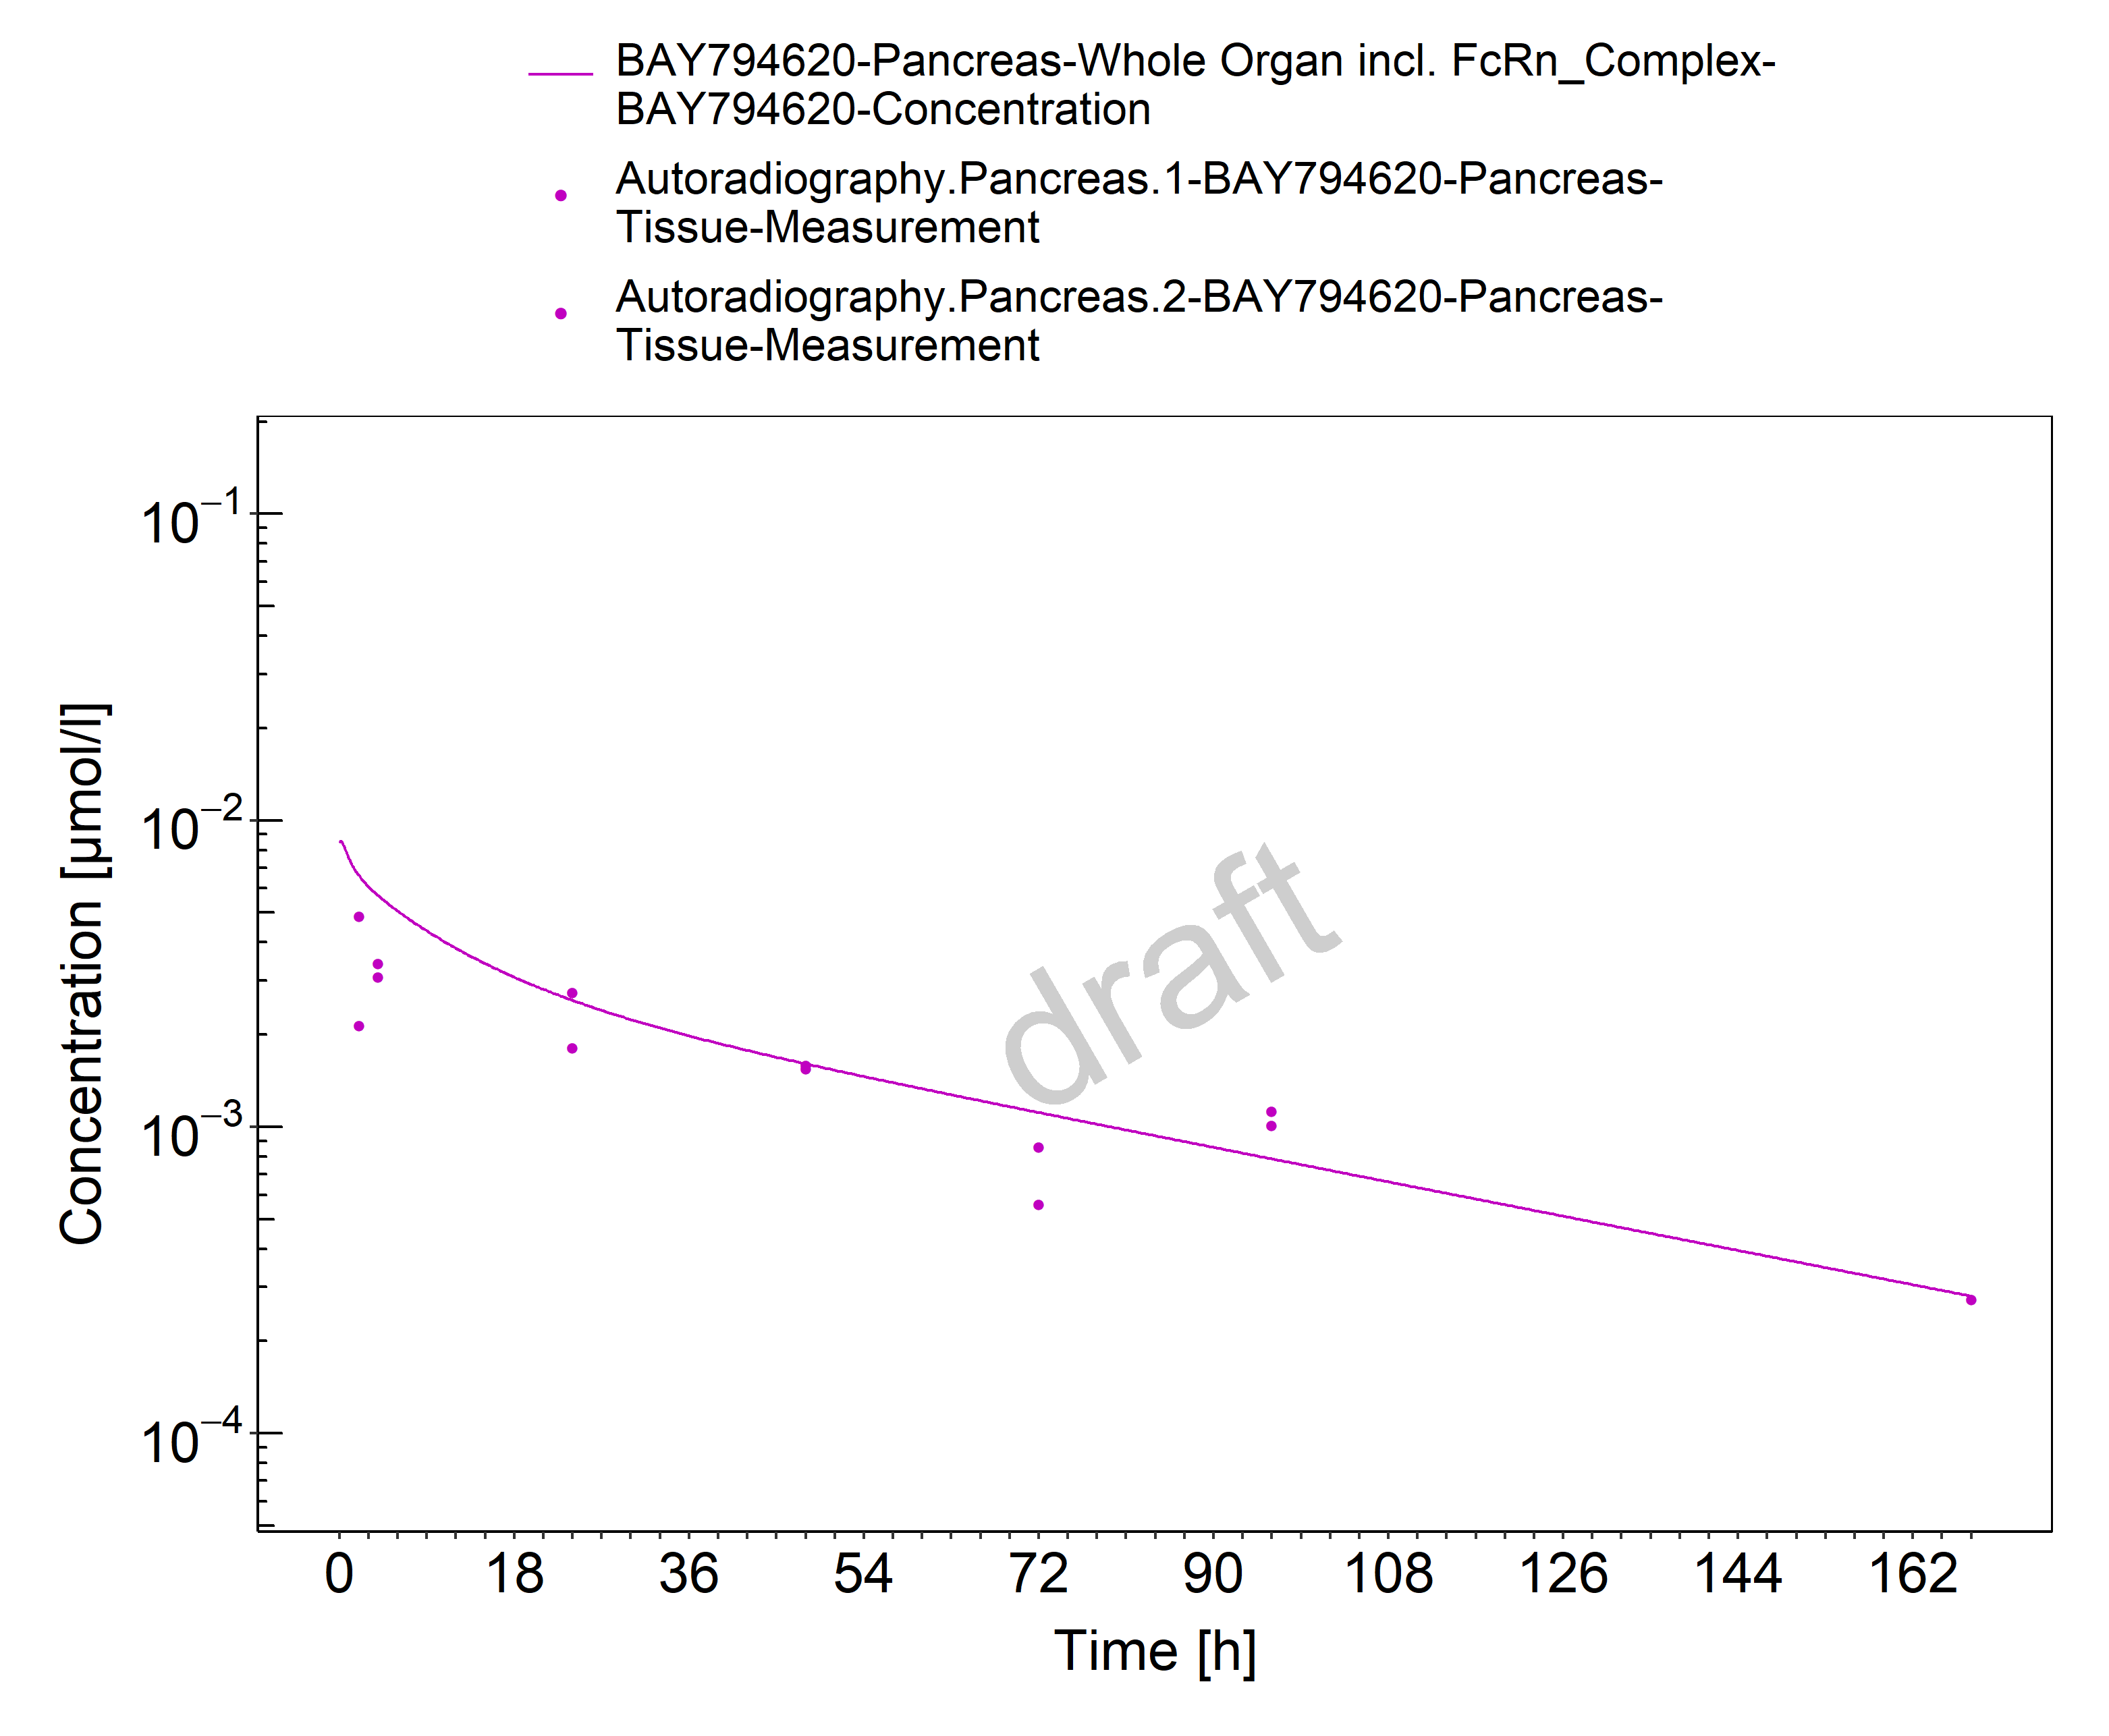 BAY794620-Pancreas-Whole Organ incl. FcRn_Complex-
BAY794620-Concentration
Autoradiography.Pancreas.1-BAY794620-Pancreas-
Tissue-Measurement
Autoradiography.Pancreas.2-BAY794620-Pancreas-
Tissue-Measurement
10⁻¹
10⁻²
10⁻³
10⁻⁴
Concentration [µmol/l]
draft
0 18 36 54 72 90 108 126 144 162
Time [h]